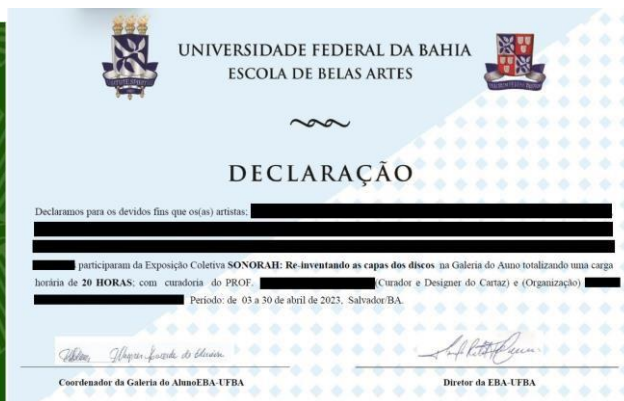 UNIVERSIDADE FEDERAL DA BAHIA
ESCOLA DE BELAS ARTES
DECLARAÇÃO
Declaramos para os devidos fins que os(as) artistas;
participaram da Exposição Coletiva SONORAH: Re-inventando as capas dos discos na Galeria do Auno totalizando uma carga
horária de 20 HORAS; com curadoria do PROF. (Curador e Designer do Cartaz) e (Organização)
Período: de 03 a 30 de abril de 2023, Salvador/BA.
Coordenador da Galeria do AlunoEBA-UFBA
Diretor da EBA-UFBA